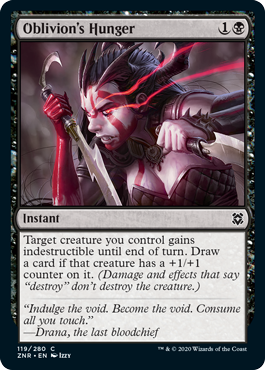 Oblivion's Hunger 1
Instant
Target creature you control gains
indestructible until end of turn. Draw
a card if that creature has a +1/+1
counter on it. (Damage and effects that say
"destroy" don't destroy the creature.)
"Indulge the void. Become the void. Consume
all you touch."
—Drana, the last bloodchief
119/280 C
ZNR • EN Izzy
™ & © 2020 Wizards of the Coast